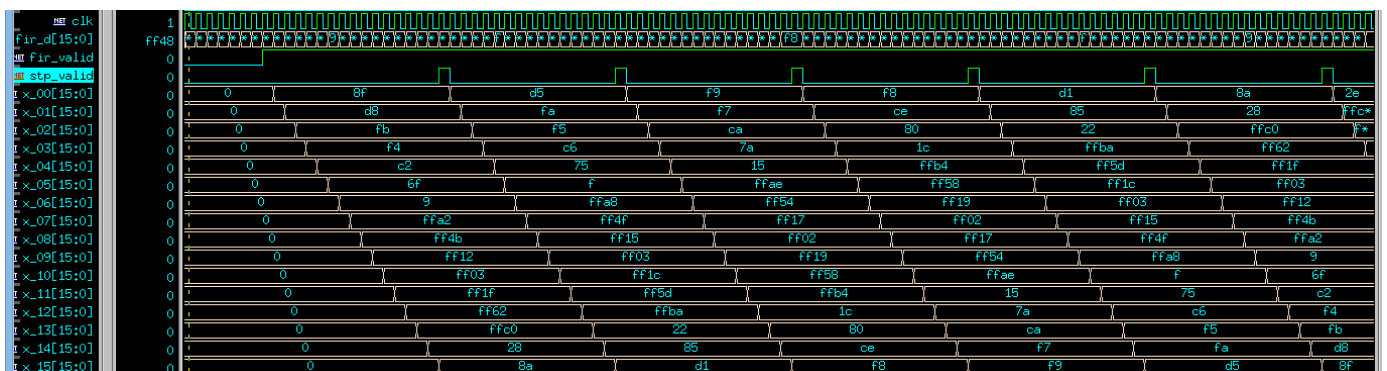 NET clk 1
fir_d[15:0] ff48 9 f f8 f 9
NET fir_valid 0
NET stp_valid 0
x_00[15:0] 0 0 8f d5 f9 f8 d1 8a 2e
x_01[15:0] 0 0 d8 fa f7 ce 85 28 ffc*
x_02[15:0] 0 0 fb f5 ca 80 22 ffc0 f*
x_03[15:0] 0 0 f4 c6 7a 1c ffba ff62
x_04[15:0] 0 0 c2 75 15 ffb4 ff5d ff1f
x_05[15:0] 0 0 6f f ffae ff58 ff1c ff03
x_06[15:0] 0 0 9 ffa8 ff54 ff19 ff03 ff12
x_07[15:0] 0 0 ffa2 ff4f ff17 ff02 ff15 ff4b
x_08[15:0] 0 0 ff4b ff15 ff02 ff17 ff4f ffa2
x_09[15:0] 0 0 ff12 ff03 ff19 ff54 ffa8 9
x_10[15:0] 0 0 ff03 ff1c ff58 ffae f 6f
x_11[15:0] 0 0 ff1f ff5d ffb4 15 75 c2
x_12[15:0] 0 0 ff62 ffba 1c 7a c6 f4
x_13[15:0] 0 0 ffc0 22 80 ca f5 fb
x_14[15:0] 0 0 28 85 ce f7 fa d8
x_15[15:0] 0 0 8a d1 f8 f9 d5 8f